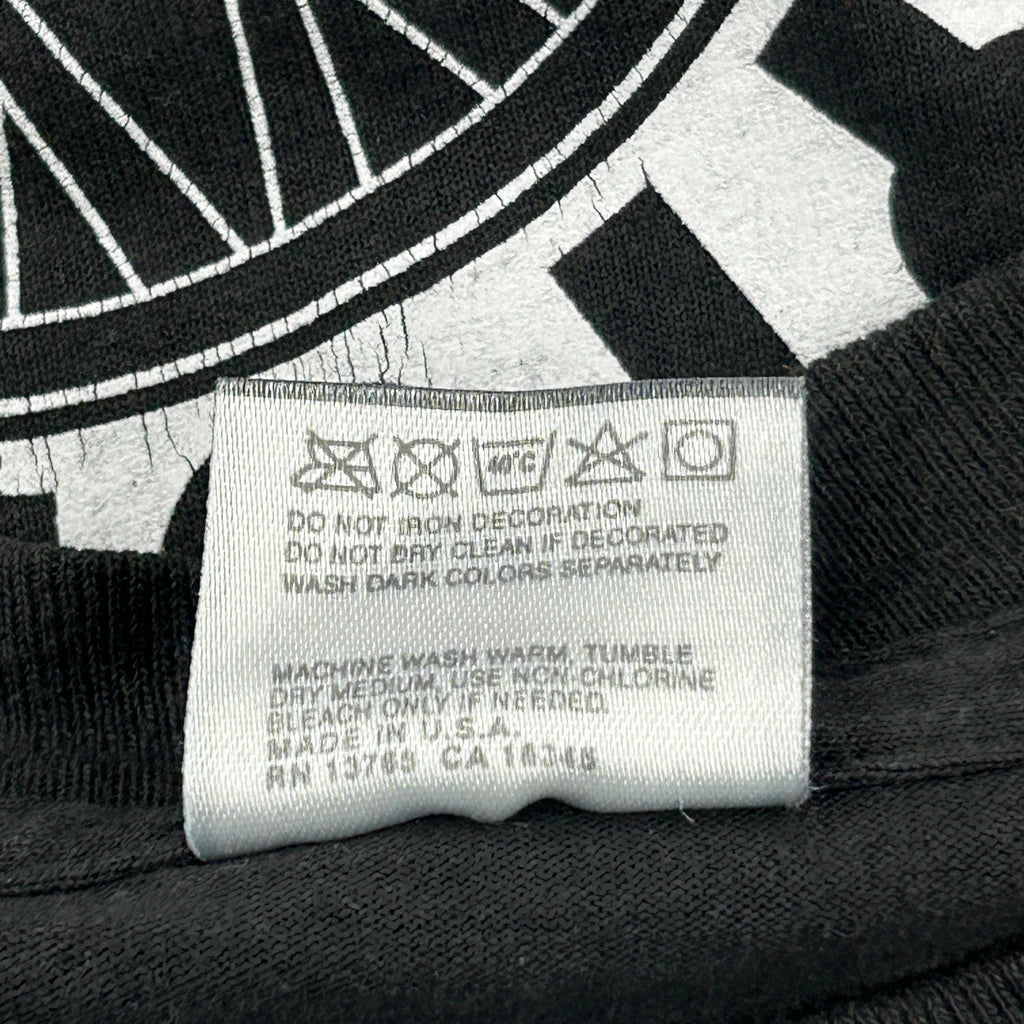 40°C
DO NOT IRON DECORATION
DO NOT DRY CLEAN IF DECORATED
WASH DARK COLORS SEPARATELY
MACHINE WASH WARM, TUMBLE
DRY MEDIUM, USE NON-CHLORINE
BLEACH ONLY IF NEEDED.
MADE IN U.S.A.
RN 13765 CA